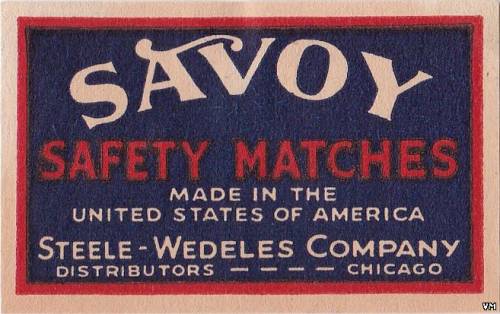 SAVOY
SAFETY MATCHES
MADE IN THE
UNITED STATES OF AMERICA
STEELE-WEDELES COMPANY
DISTRIBUTORS ---- CHICAGO
VM